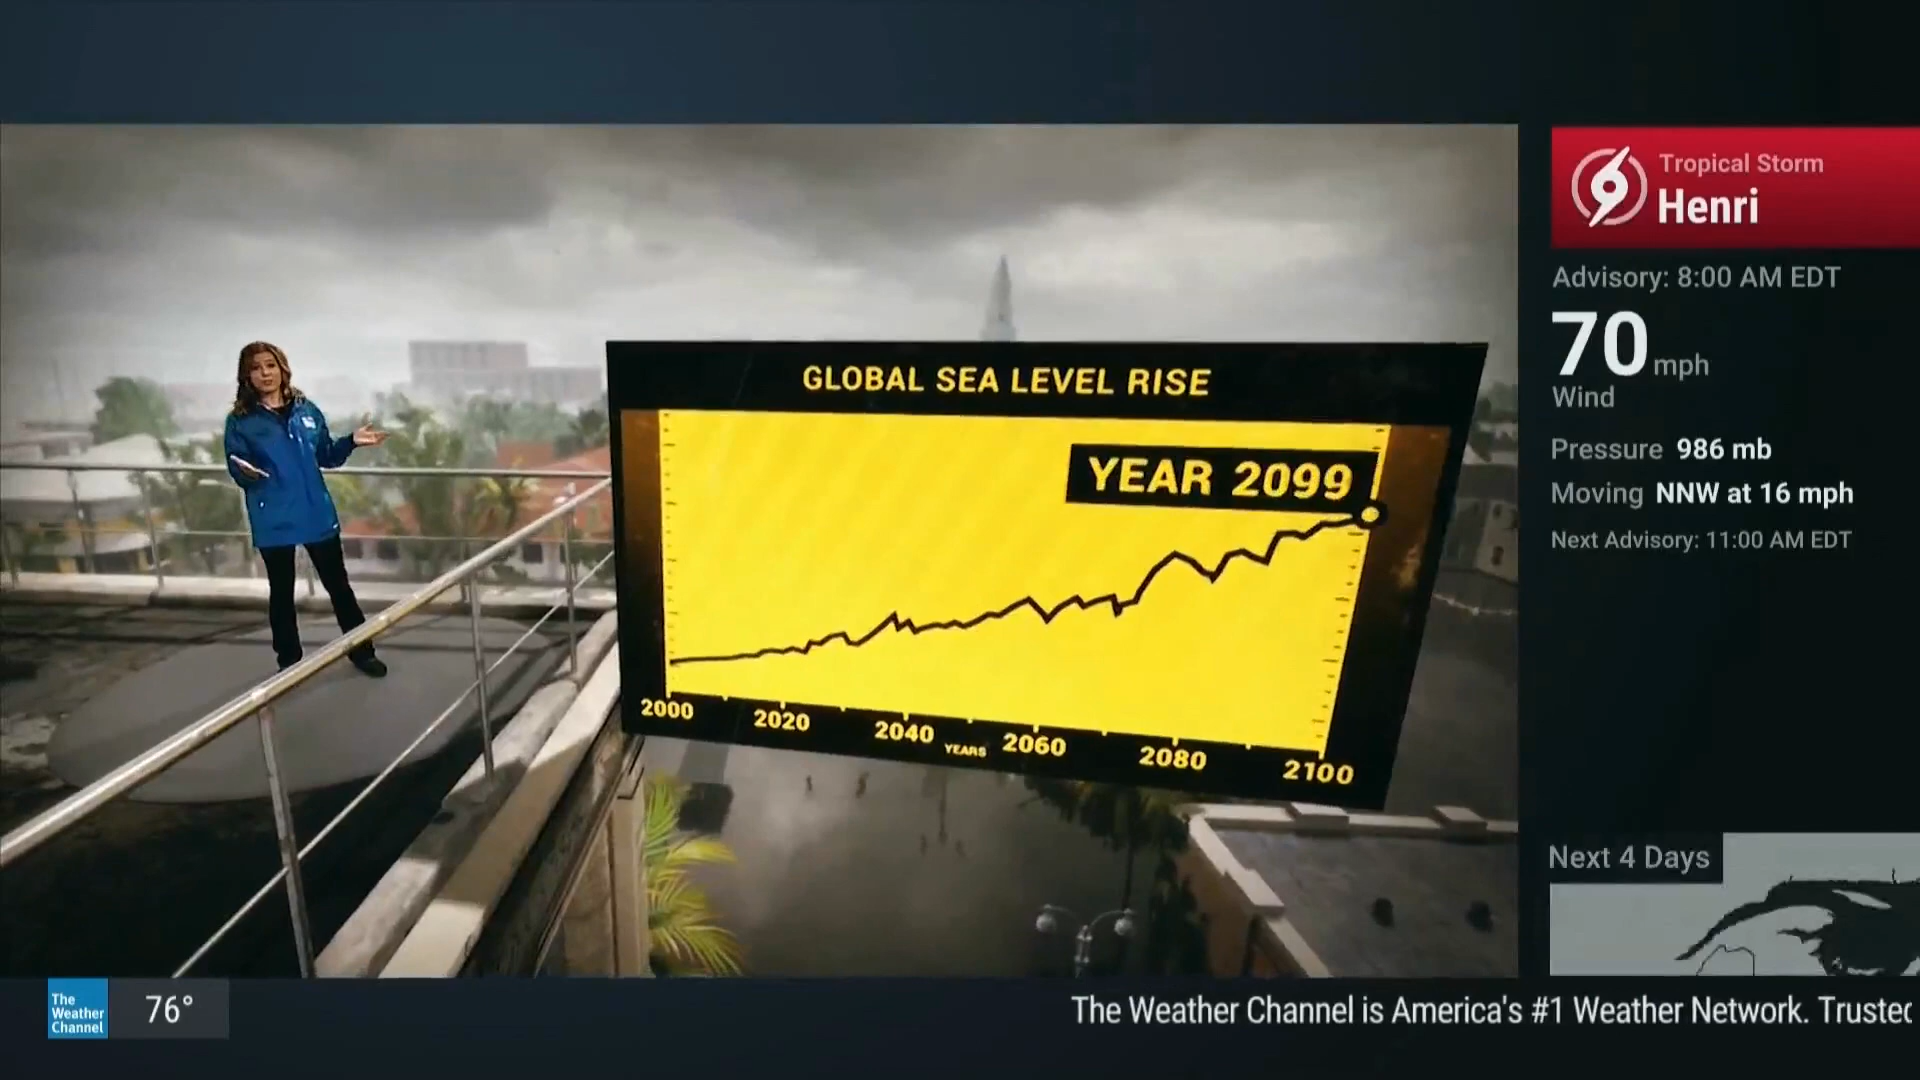 GLOBAL SEA LEVEL RISE
YEAR 2099
2000
2020
2040
YEARS
2060
2080
2100
Tropical Storm
Henri
Advisory: 8:00 AM EDT
70 mph
Wind
Pressure 986 mb
Moving NNW at 16 mph
Next Advisory: 11:00 AM EDT
Next 4 Days
The
Weather
Channel
76°
The Weather Channel is America's #1 Weather Network. Trusted